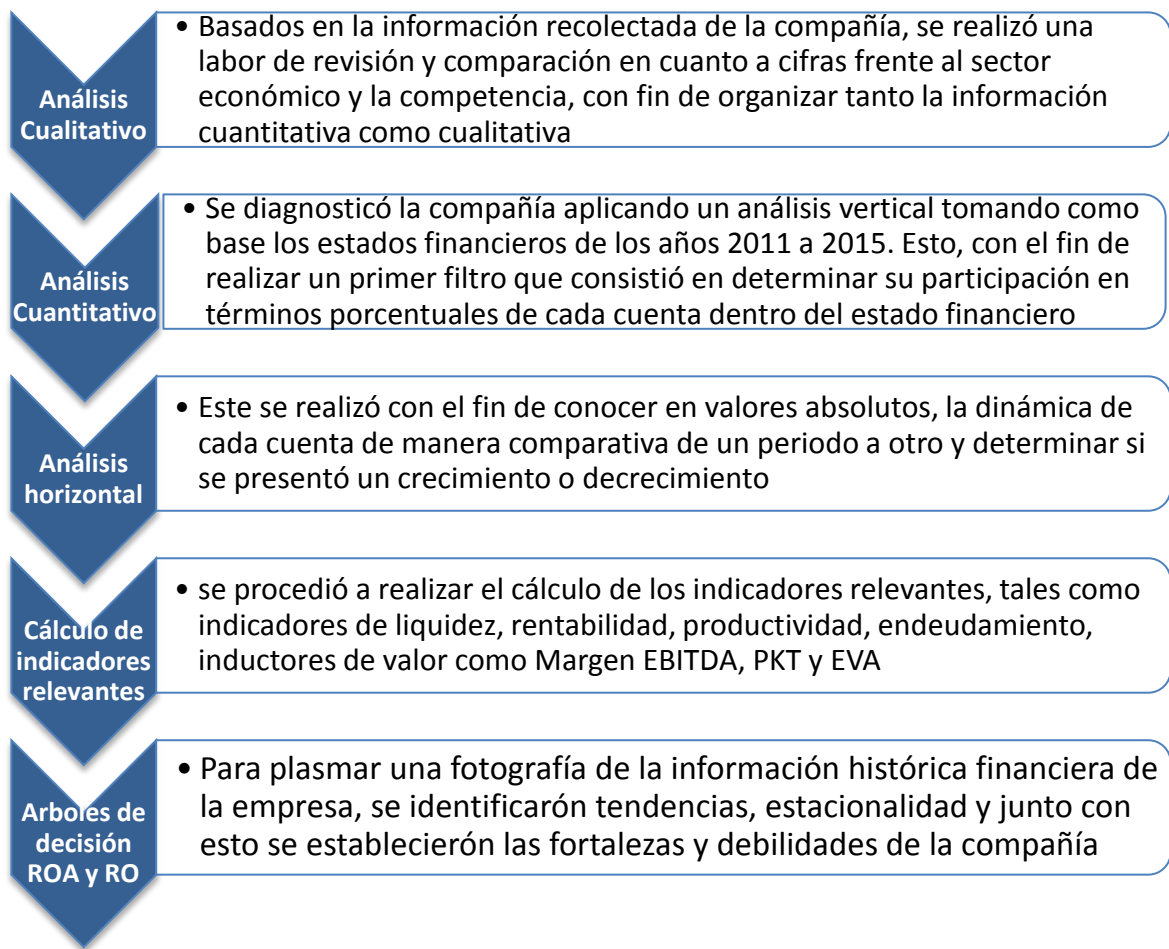 Análisis
Cualitativo
• Basados en la información recolectada de la compañía, se realizó una
labor de revisión y comparación en cuanto a cifras frente al sector
económico y la competencia, con fin de organizar tanto la información
cuantitativa como cualitativa
Análisis
Cuantitativo
• Se diagnosticó la compañía aplicando un análisis vertical tomando como
base los estados financieros de los años 2011 a 2015. Esto, con el fin de
realizar un primer filtro que consistió en determinar su participación en
términos porcentuales de cada cuenta dentro del estado financiero
Análisis
horizontal
• Este se realizó con el fin de conocer en valores absolutos, la dinámica de
cada cuenta de manera comparativa de un periodo a otro y determinar si
se presentó un crecimiento o decrecimiento
Cálculo de
indicadores
relevantes
• se procedió a realizar el cálculo de los indicadores relevantes, tales como
indicadores de liquidez, rentabilidad, productividad, endeudamiento,
inductores de valor como Margen EBITDA, PKT y EVA
Arboles de
decisión
ROA y RO
• Para plasmar una fotografía de la información histórica financiera de
la empresa, se identificarón tendencias, estacionalidad y junto con
esto se establecierón las fortalezas y debilidades de la compañía